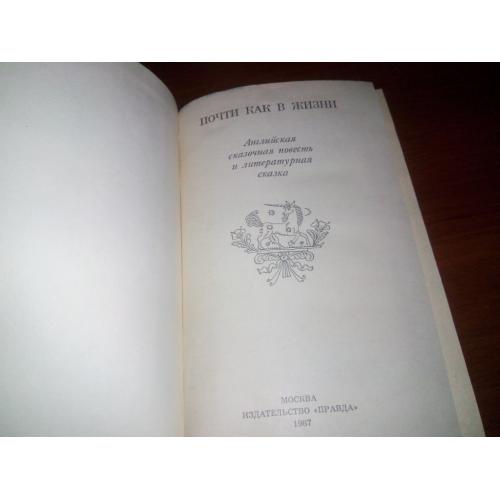 ПОЧТИ КАК В ЖИЗНИ
Английская
сказочная повесть
и литературная
сказка
МОСКВА
ИЗДАТЕЛЬСТВО «ПРАВДА»
1987